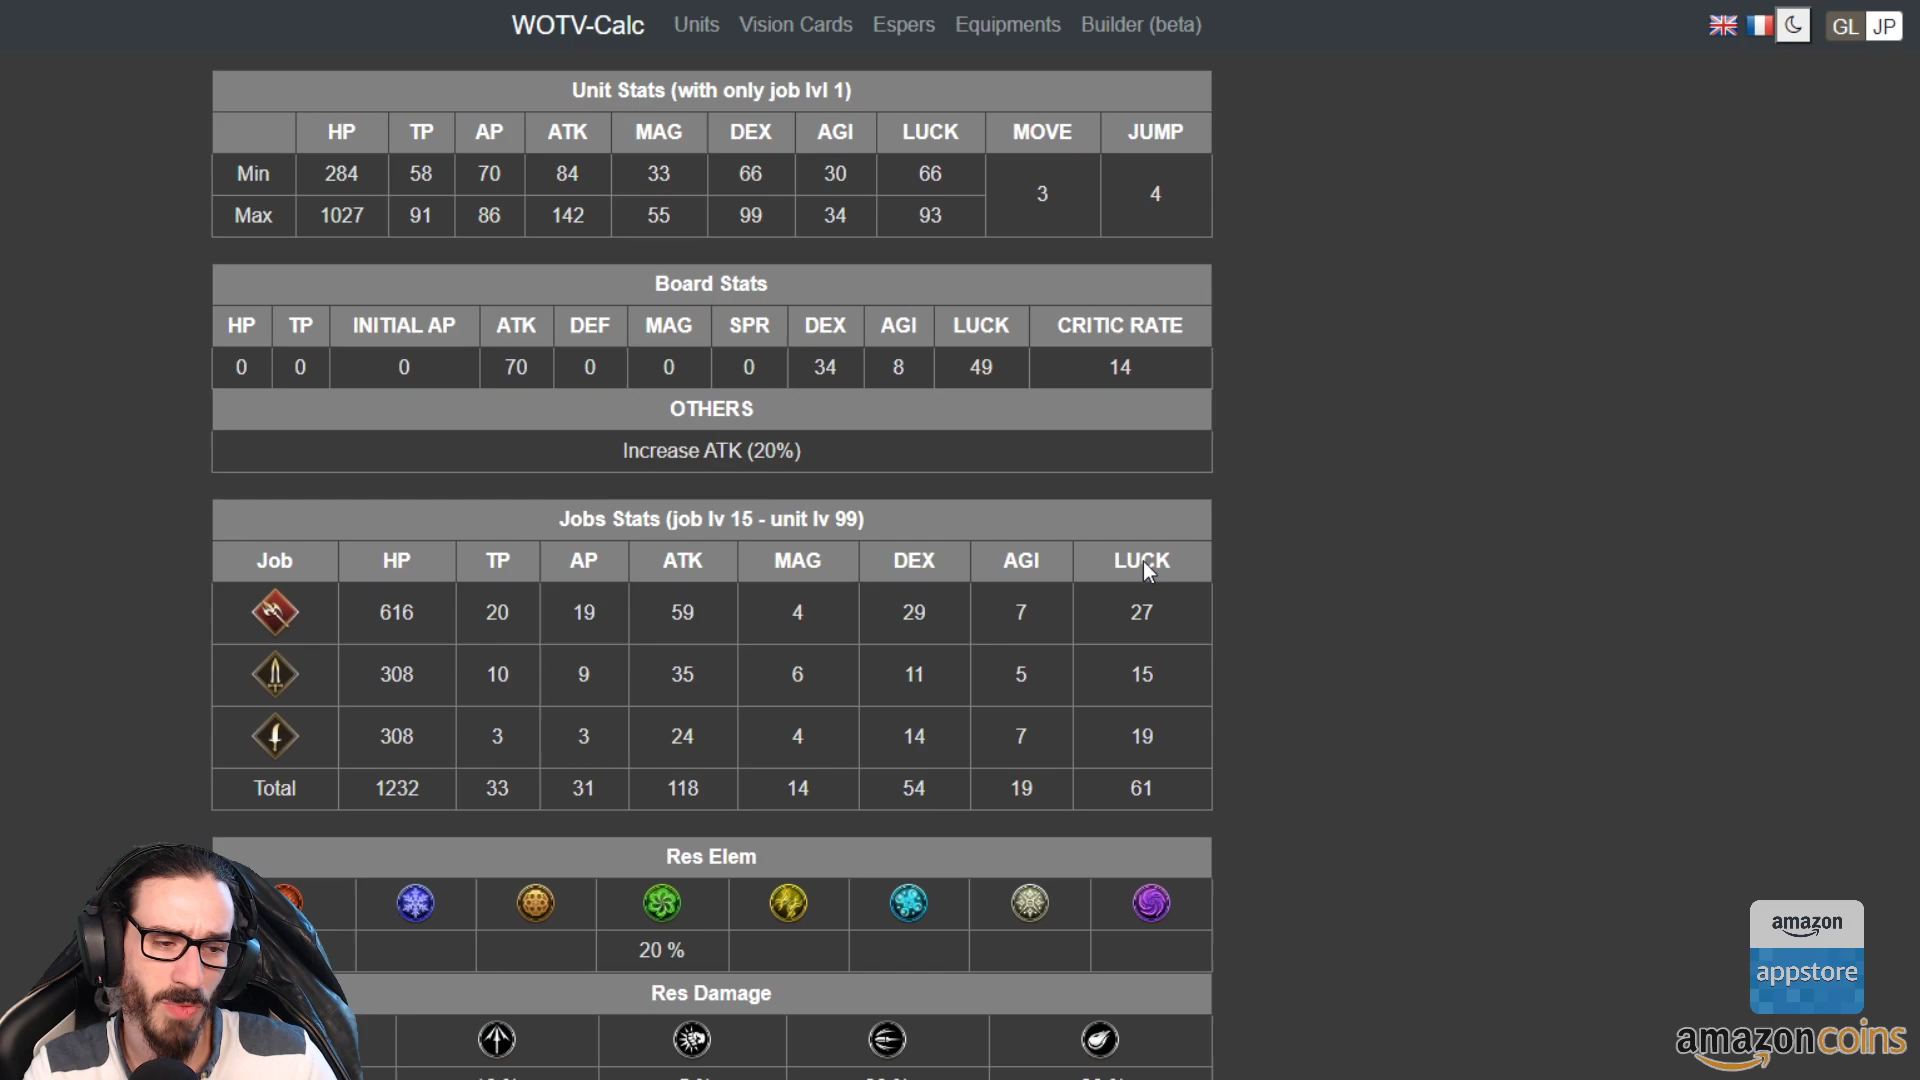 WOTV-Calc Units Vision Cards Espers Equipments Builder (beta) GL JP
Unit Stats (with only job lvl 1)
HP TP AP ATK MAG DEX AGI LUCK MOVE JUMP
Min 284 58 70 84 33 66 30 66 3 4
Max 1027 91 86 142 55 99 34 93
Board Stats
HP TP INITIAL AP ATK DEF MAG SPR DEX AGI LUCK CRITIC RATE
0 0 0 70 0 0 0 34 8 49 14
OTHERS
Increase ATK (20%)
Jobs Stats (job lv 15 - unit lv 99)
Job HP TP AP ATK MAG DEX AGI LUCK
616 20 19 59 4 29 7 27
308 10 9 35 6 11 5 15
308 3 3 24 4 14 7 19
Total 1232 33 31 118 14 54 19 61
Res Elem
20 %
Res Damage
amazon
appstore
amazoncoins